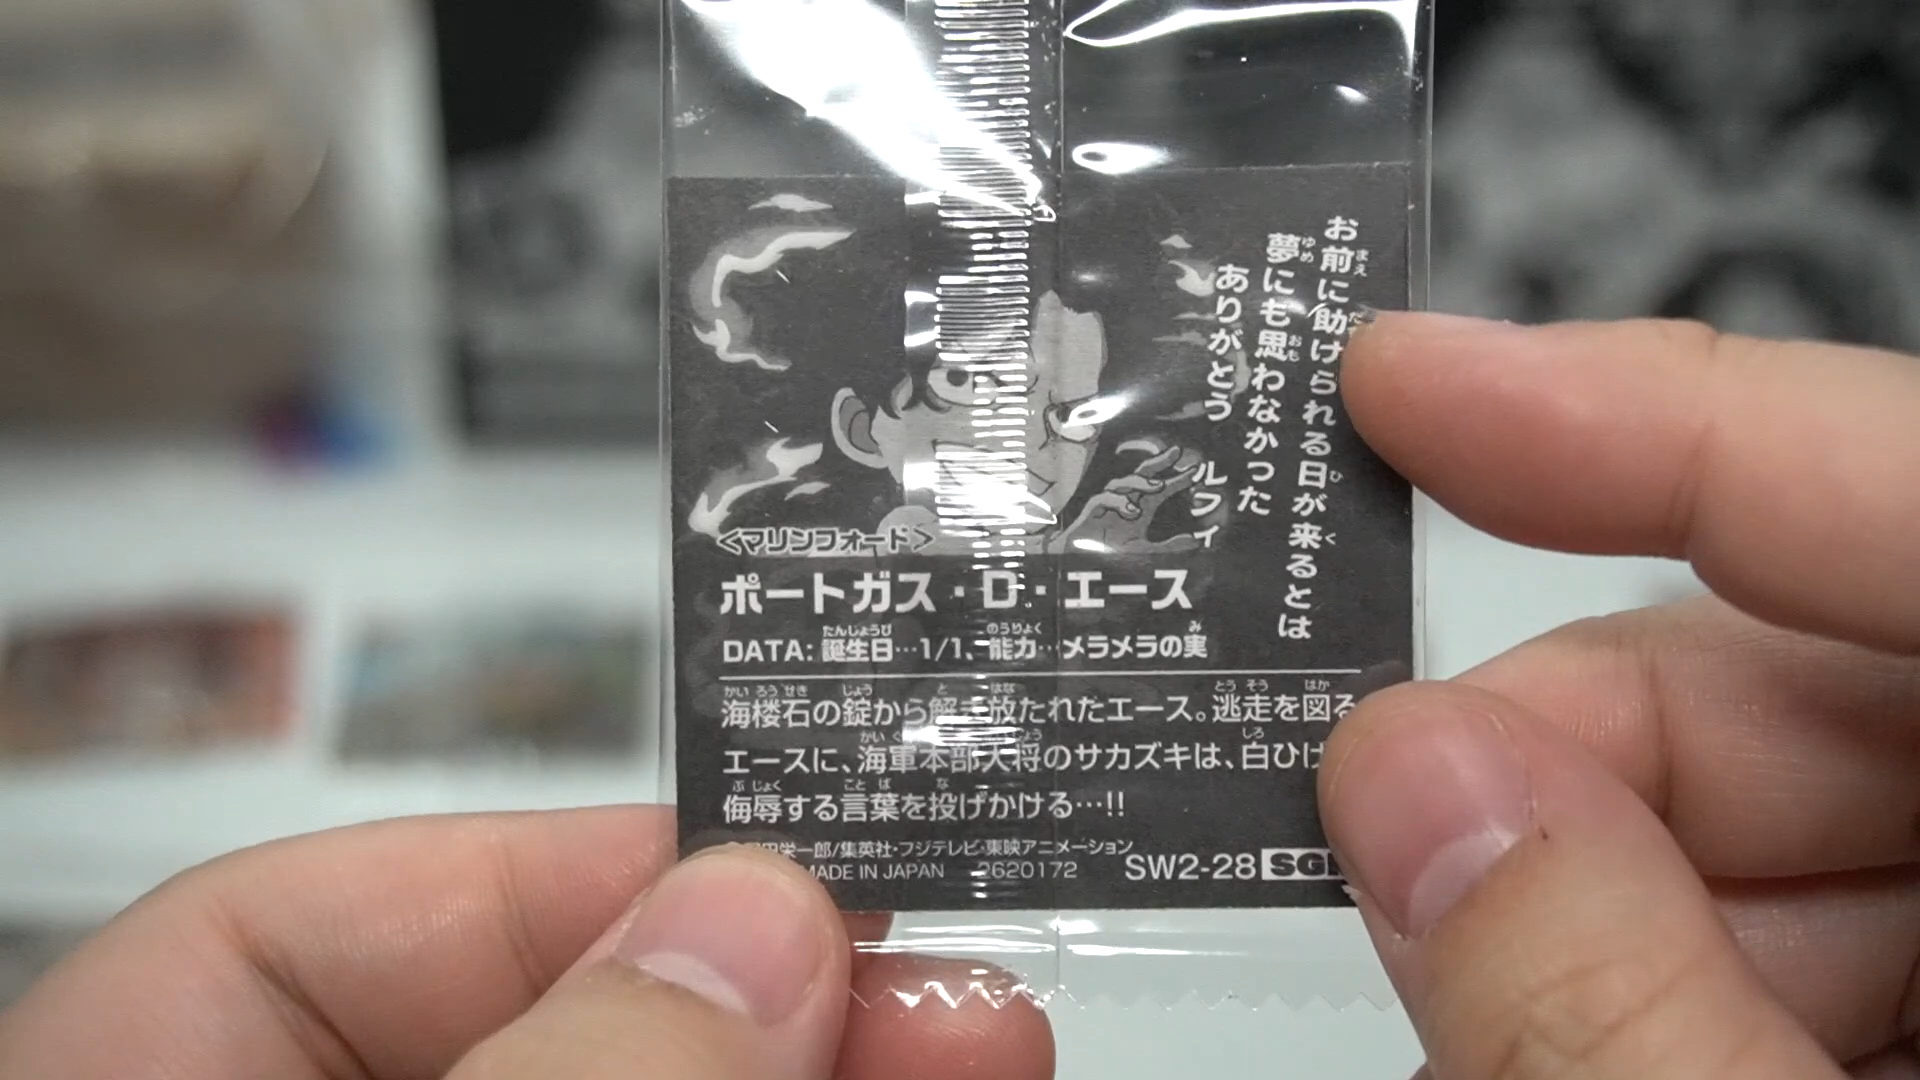 お前に助けられる日が来るとは
夢にも思わなかった
ありがとう ルフィ
<マリンフォード>
ポートガス・D・エース
DATA: 誕生日…1/1、能力…メラメラの実
海楼石の錠から解き放たれたエース。逃走を図る
エースに、海軍本部大将のサカズキは、白ひげ
侮辱する言葉を投げかける…!!
田栄一郎/集英社・フジテレビ・東映アニメーション
MADE IN JAPAN 2620172 SW2-28